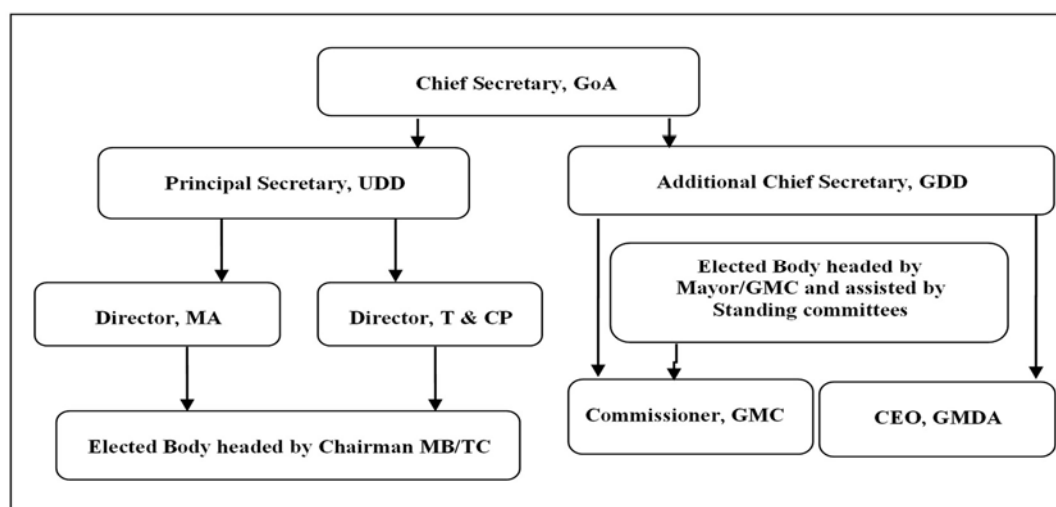 Chief Secretary, GoA
Principal Secretary, UDD
Additional Chief Secretary, GDD
Elected Body headed by
Mayor/GMC and assisted by
Standing committees
Director, MA
Director, T & CP
Commissioner, GMC
CEO, GMDA
Elected Body headed by Chairman MB/TC